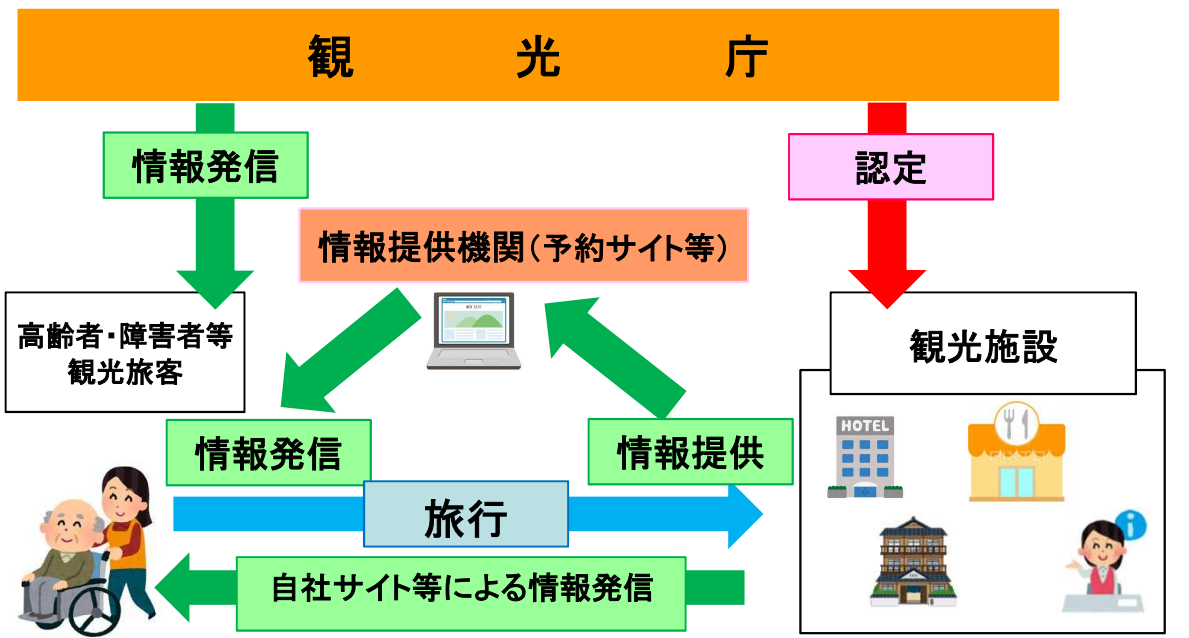 観光庁
情報発信
認定
情報提供機関(予約サイト等)
高齢者・障害者等
観光旅客
観光施設
HOTEL
情報発信
情報提供
旅行
自社サイト等による情報発信